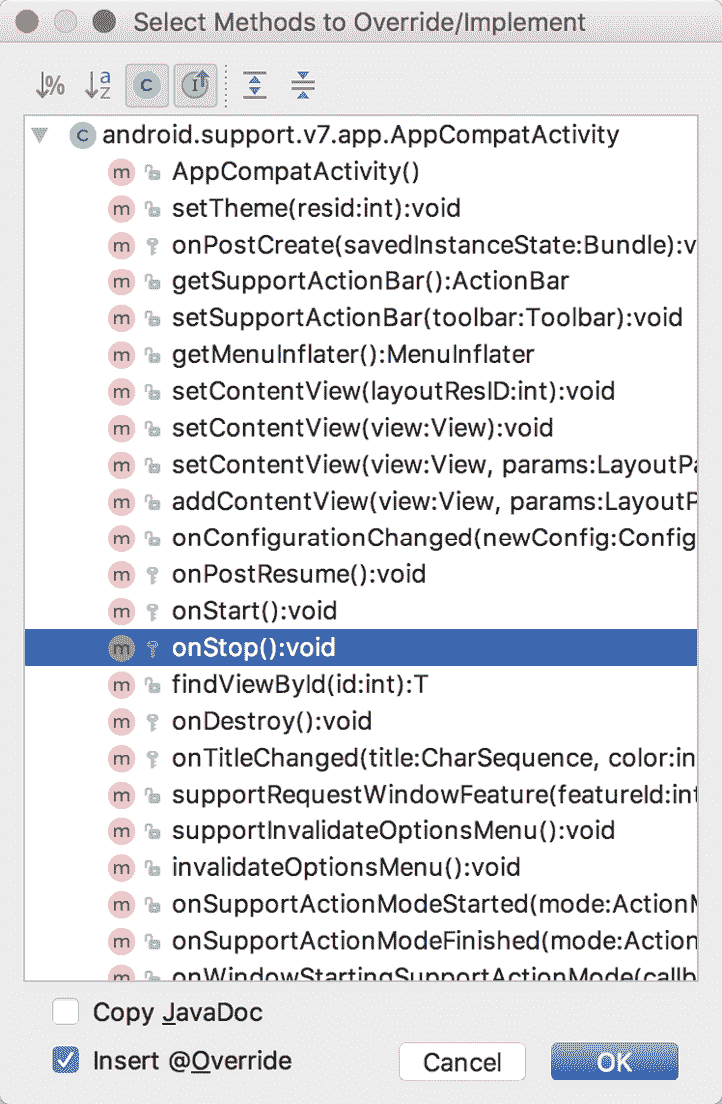 Select Methods to Override/Implement
android.support.v7.app.AppCompatActivity
AppCompatActivity()
setTheme(resid:int):void
onPostCreate(savedInstanceState:Bundle):v
getSupportActionBar():ActionBar
setSupportActionBar(toolbar:Toolbar):void
getMenuInflater():MenuInflater
setContentView(layoutResID:int):void
setContentView(view:View):void
setContentView(view:View, params:LayoutPa
addContentView(view:View, params:LayoutP
onConfigurationChanged(newConfig:Config
onPostResume():void
onStart():void
onStop():void
findViewById(id:int):T
onDestroy():void
onTitleChanged(title:CharSequence, color:in
supportRequestWindowFeature(featureId:int
supportInvalidateOptionsMenu():void
invalidateOptionsMenu():void
onSupportActionModeStarted(mode:ActionM
onSupportActionModeFinished(mode:Action
onWindowStartingSupportActionMode(callb
Copy JavaDoc
Insert @Override
Cancel
OK